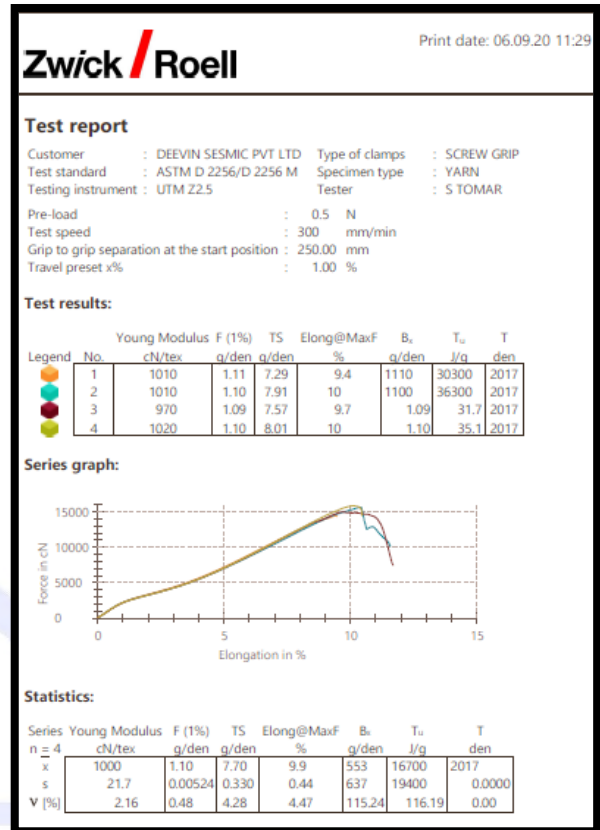 Print date: 06.09.20 11:29
Zwick Roell
Test report
Customer : DEEVIN SESMIC PVT LTD Type of clamps : SCREW GRIP
Test standard : ASTM D 2256/D 2256 M Specimen type : YARN
Testing instrument : UTM Z2.5 Tester : S TOMAR
Pre-load : 0.5 N
Test speed : 300 mm/min
Grip to grip separation at the start position : 250.00 mm
Travel preset x% : 1.00 %
Test results:
Young Modulus F (1%) TS Elong@MaxF Bₓ Tᵤ T
Legend No. cN/tex g/den g/den % g/den J/g den
1 1010 1.11 7.29 9.4 1110 30300 2017
2 1010 1.10 7.91 10 1100 36300 2017
3 970 1.09 7.57 9.7 1.09 31.7 2017
4 1020 1.10 8.01 10 1.10 35.1 2017
Series graph:
15000
10000
5000
0
Force in cN
0 5 10 15
Elongation in %
Statistics:
Series Young Modulus F (1%) TS Elong@MaxF Bₓ Tᵤ T
n = 4 cN/tex g/den g/den % g/den J/g den
x 1000 1.10 7.70 9.9 553 16700 2017
s 21.7 0.00524 0.330 0.44 637 19400 0.0000
ν [%] 2.16 0.48 4.28 4.47 115.24 116.19 0.00